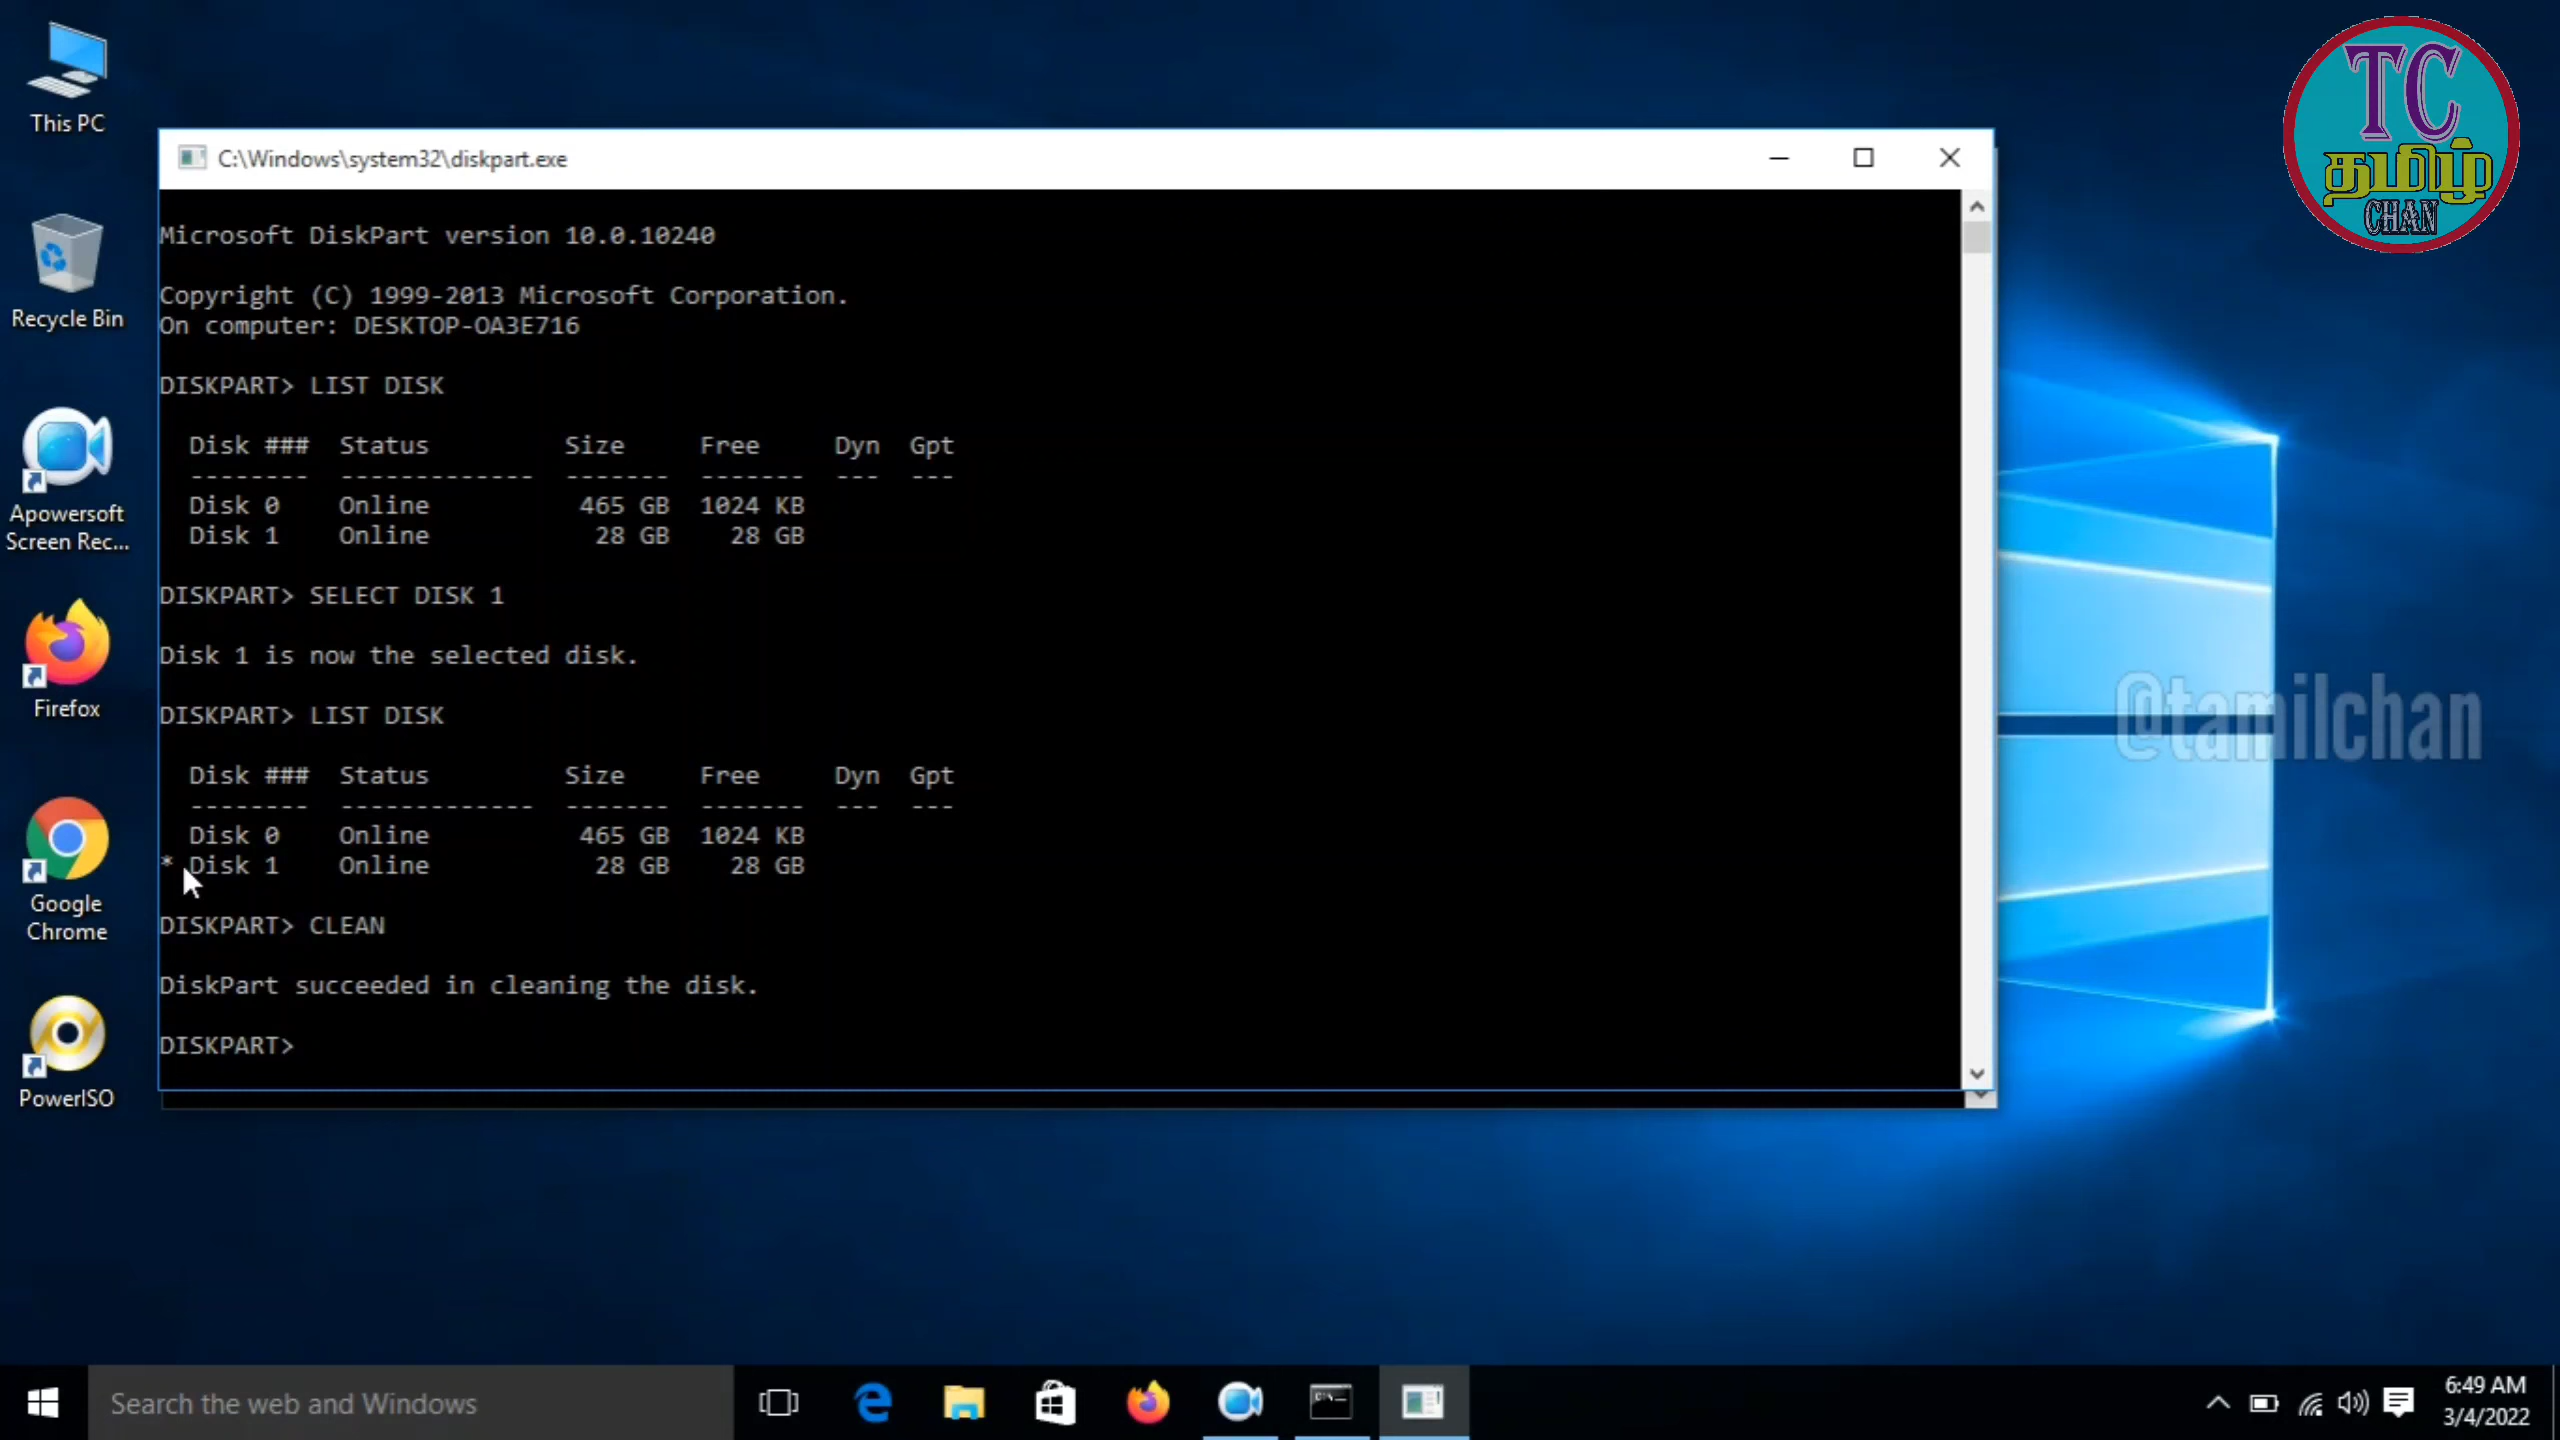 This PC
Recycle Bin
Apowersoft
Screen Rec...
Firefox
Google
Chrome
PowerISO
C:\Windows\system32\diskpart.exe
Microsoft DiskPart version 10.0.10240
Copyright (C) 1999-2013 Microsoft Corporation.
On computer: DESKTOP-OA3E716
DISKPART> LIST DISK
Disk ###  Status         Size     Free     Dyn  Gpt
--------  -------------  -------  -------  ---  ---
Disk 0    Online          465 GB  1024 KB
Disk 1    Online           28 GB    28 GB
DISKPART> SELECT DISK 1
Disk 1 is now the selected disk.
DISKPART> LIST DISK
Disk ###  Status         Size     Free     Dyn  Gpt
--------  -------------  -------  -------  ---  ---
Disk 0    Online          465 GB  1024 KB
* Disk 1    Online           28 GB    28 GB
DISKPART> CLEAN
DiskPart succeeded in cleaning the disk.
DISKPART>
TC
தமிழ்
CHAN
@tamilchan
Search the web and Windows
6:49 AM
3/4/2022